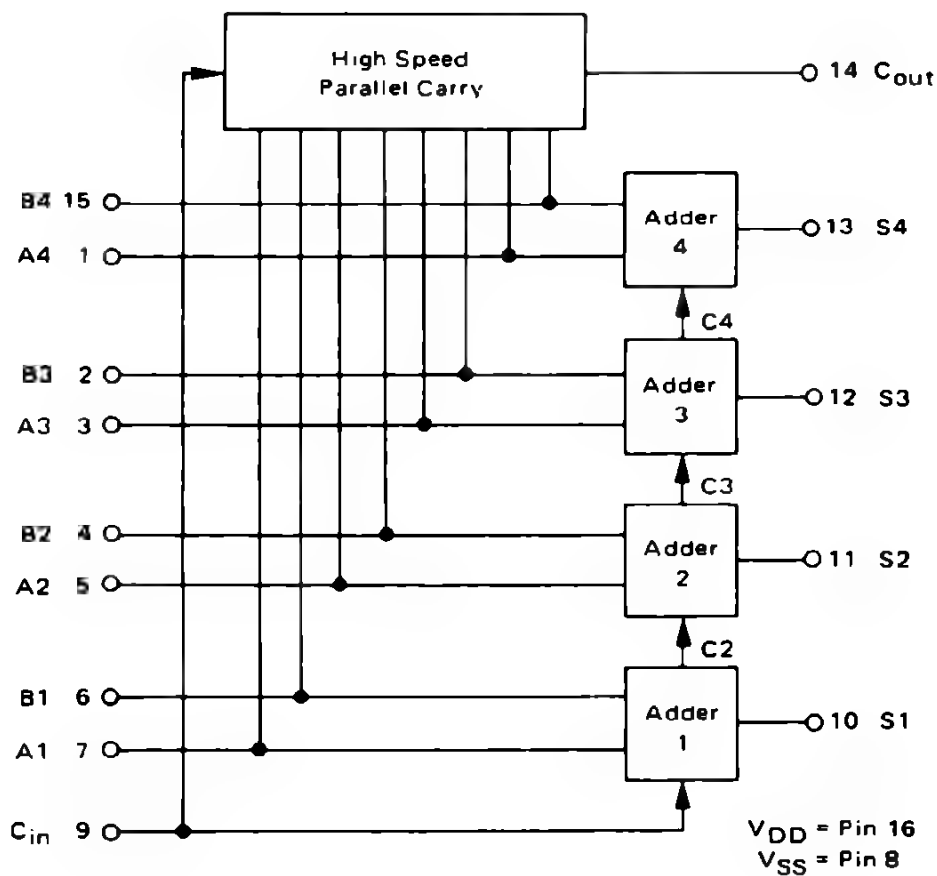 High Speed
Parallel Carry
14 Cout
B4 15
A4 1
Adder
4
13 S4
C4
B3 2
A3 3
Adder
3
12 S3
C3
B2 4
A2 5
Adder
2
11 S2
C2
B1 6
A1 7
Adder
1
10 S1
Cin 9
VDD = Pin 16
VSS = Pin 8